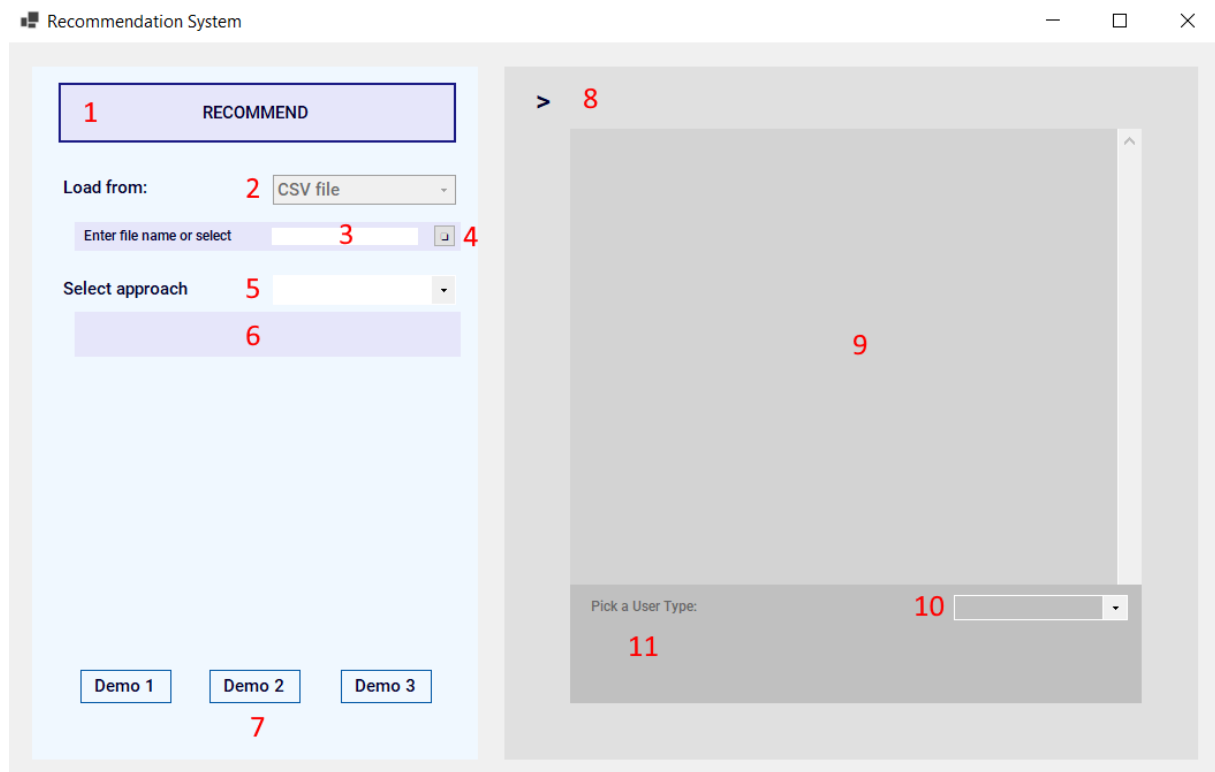 Recommendation System
1 RECOMMEND
Load from: 2 CSV file
Enter file name or select 3 4
Select approach 5
6
Demo 1 Demo 2 Demo 3
7
> 8
9
Pick a User Type: 10
11